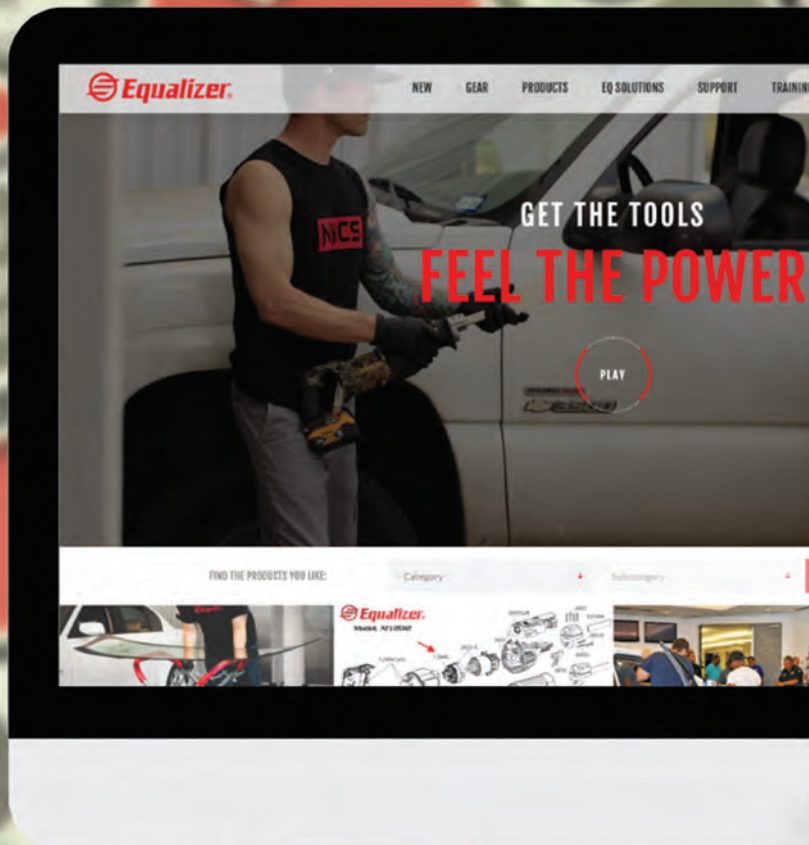 Equalizer®
NEW GEAR PRODUCTS EQ SOLUTIONS SUPPORT
GET THE TOOLS
FEEL THE POWER
PLAY
FIND THE PRODUCTS YOU LIKE:
Category
Subcategory
Equalizer®